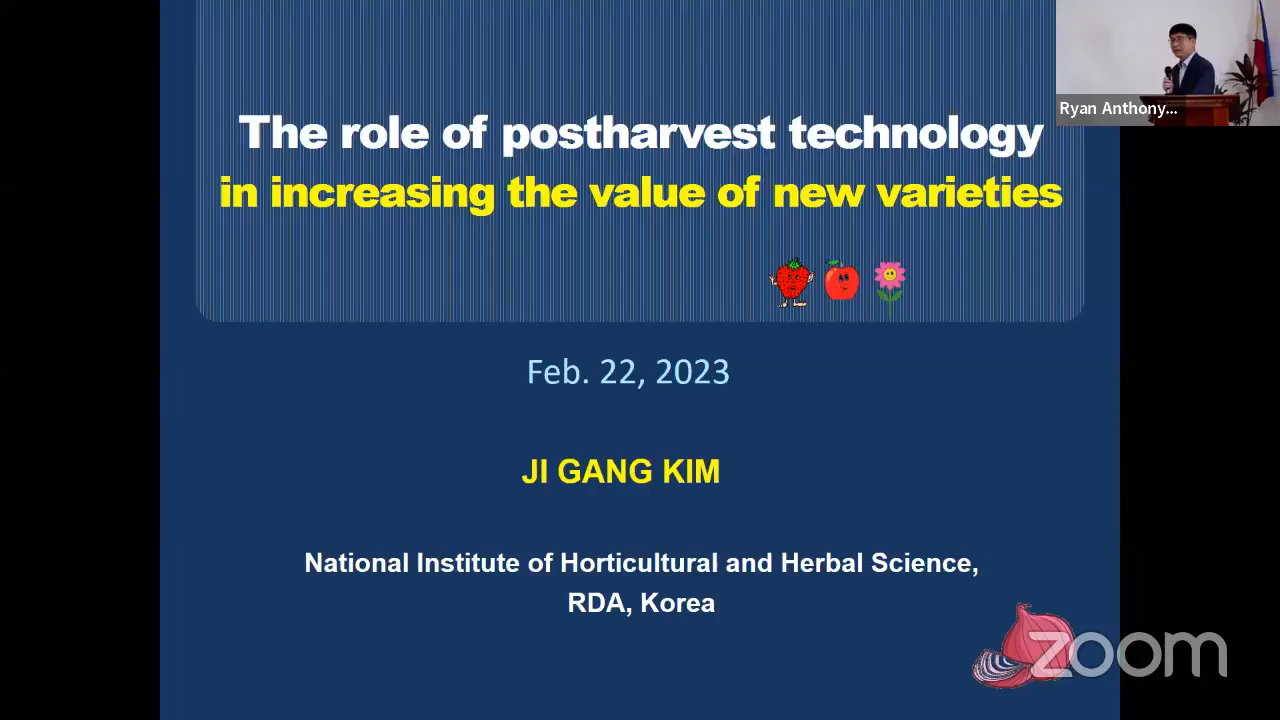 The role of postharvest technology
in increasing the value of new varieties
Feb. 22, 2023
JI GANG KIM
National Institute of Horticultural and Herbal Science,
RDA, Korea
Ryan Anthony...
zoom